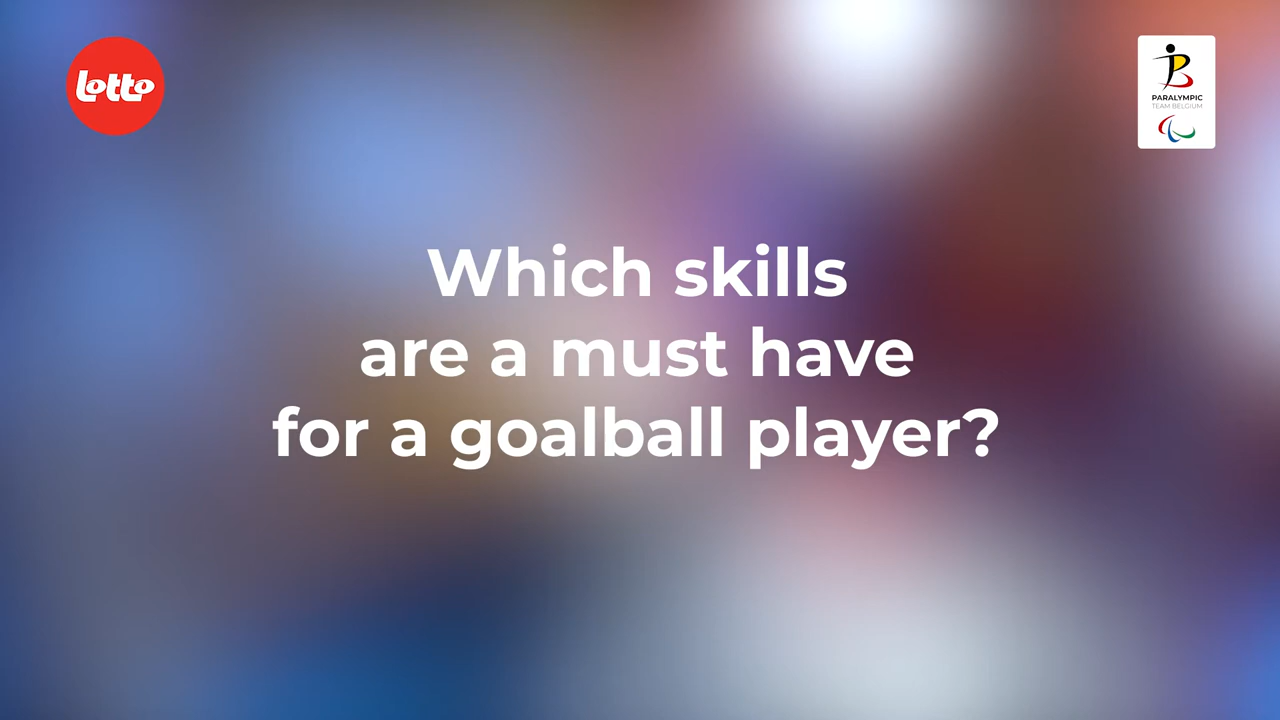 Lotto
B
PARALYMPIC
TEAM BELGIUM
Which skills
are a must have
for a goalball player?